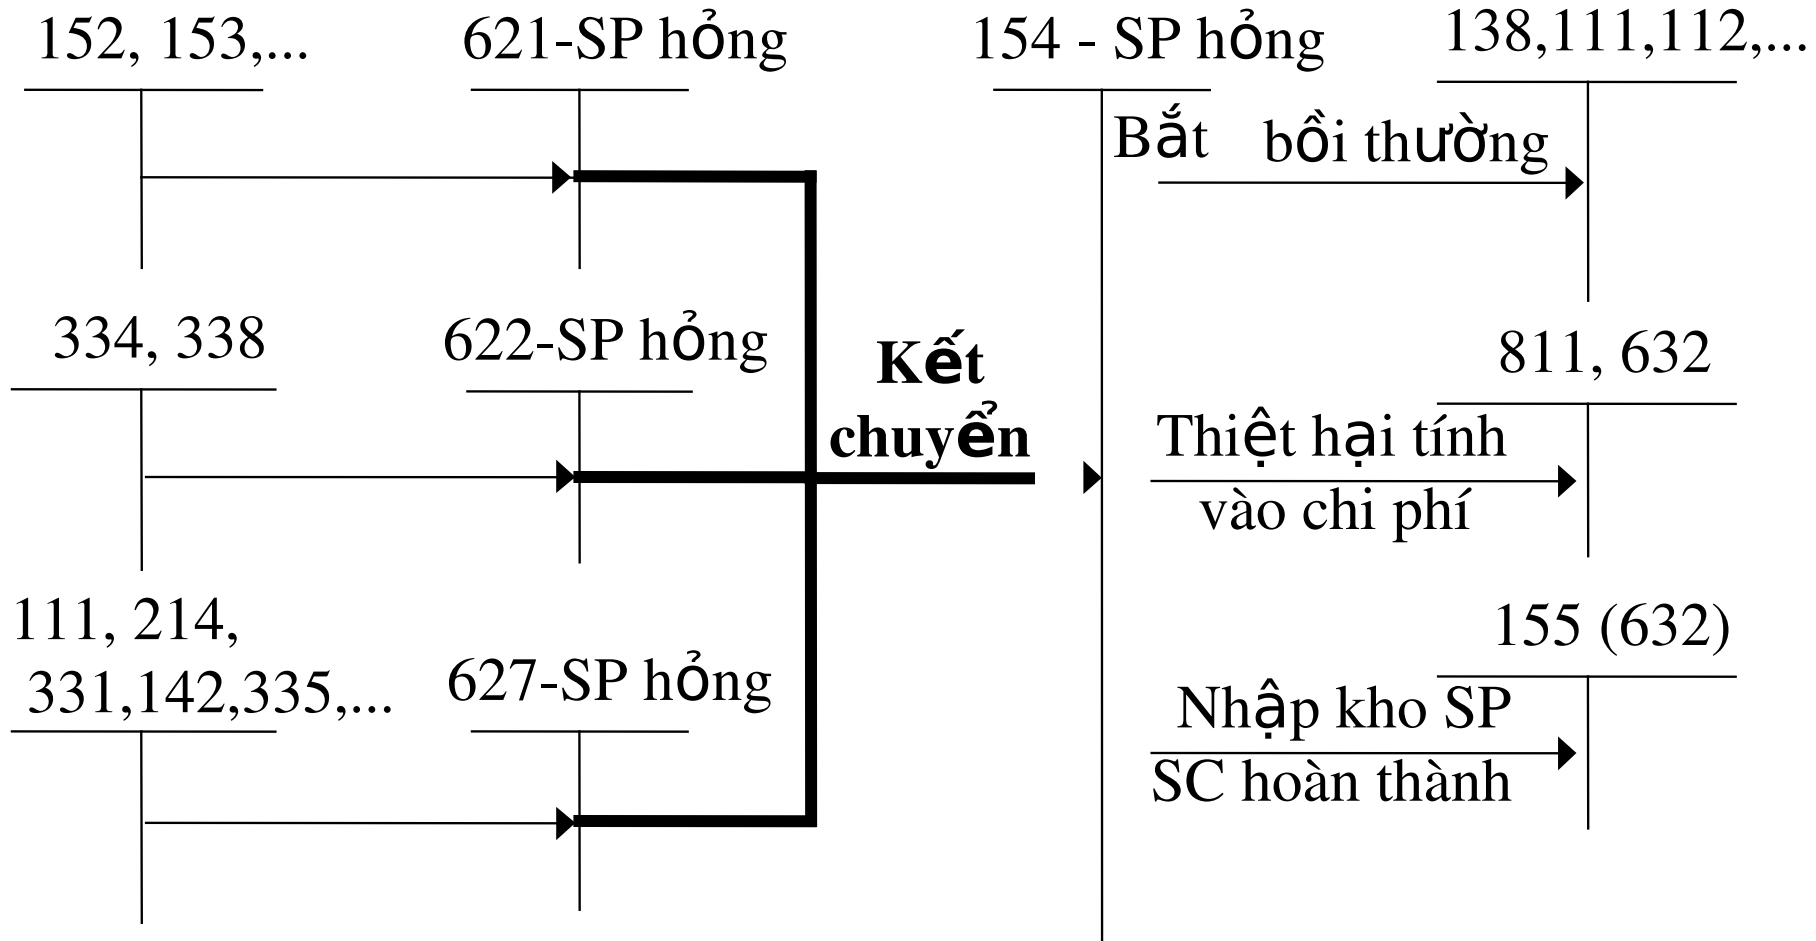 152, 153,...
621-SP hỏng
154 - SP hỏng
138,111,112,...
Bắt bồi thường
334, 338
622-SP hỏng
Kết
chuyển
811, 632
Thiệt hại tính
vào chi phí
111, 214,
331,142,335,...
627-SP hỏng
155 (632)
Nhập kho SP
SC hoàn thành